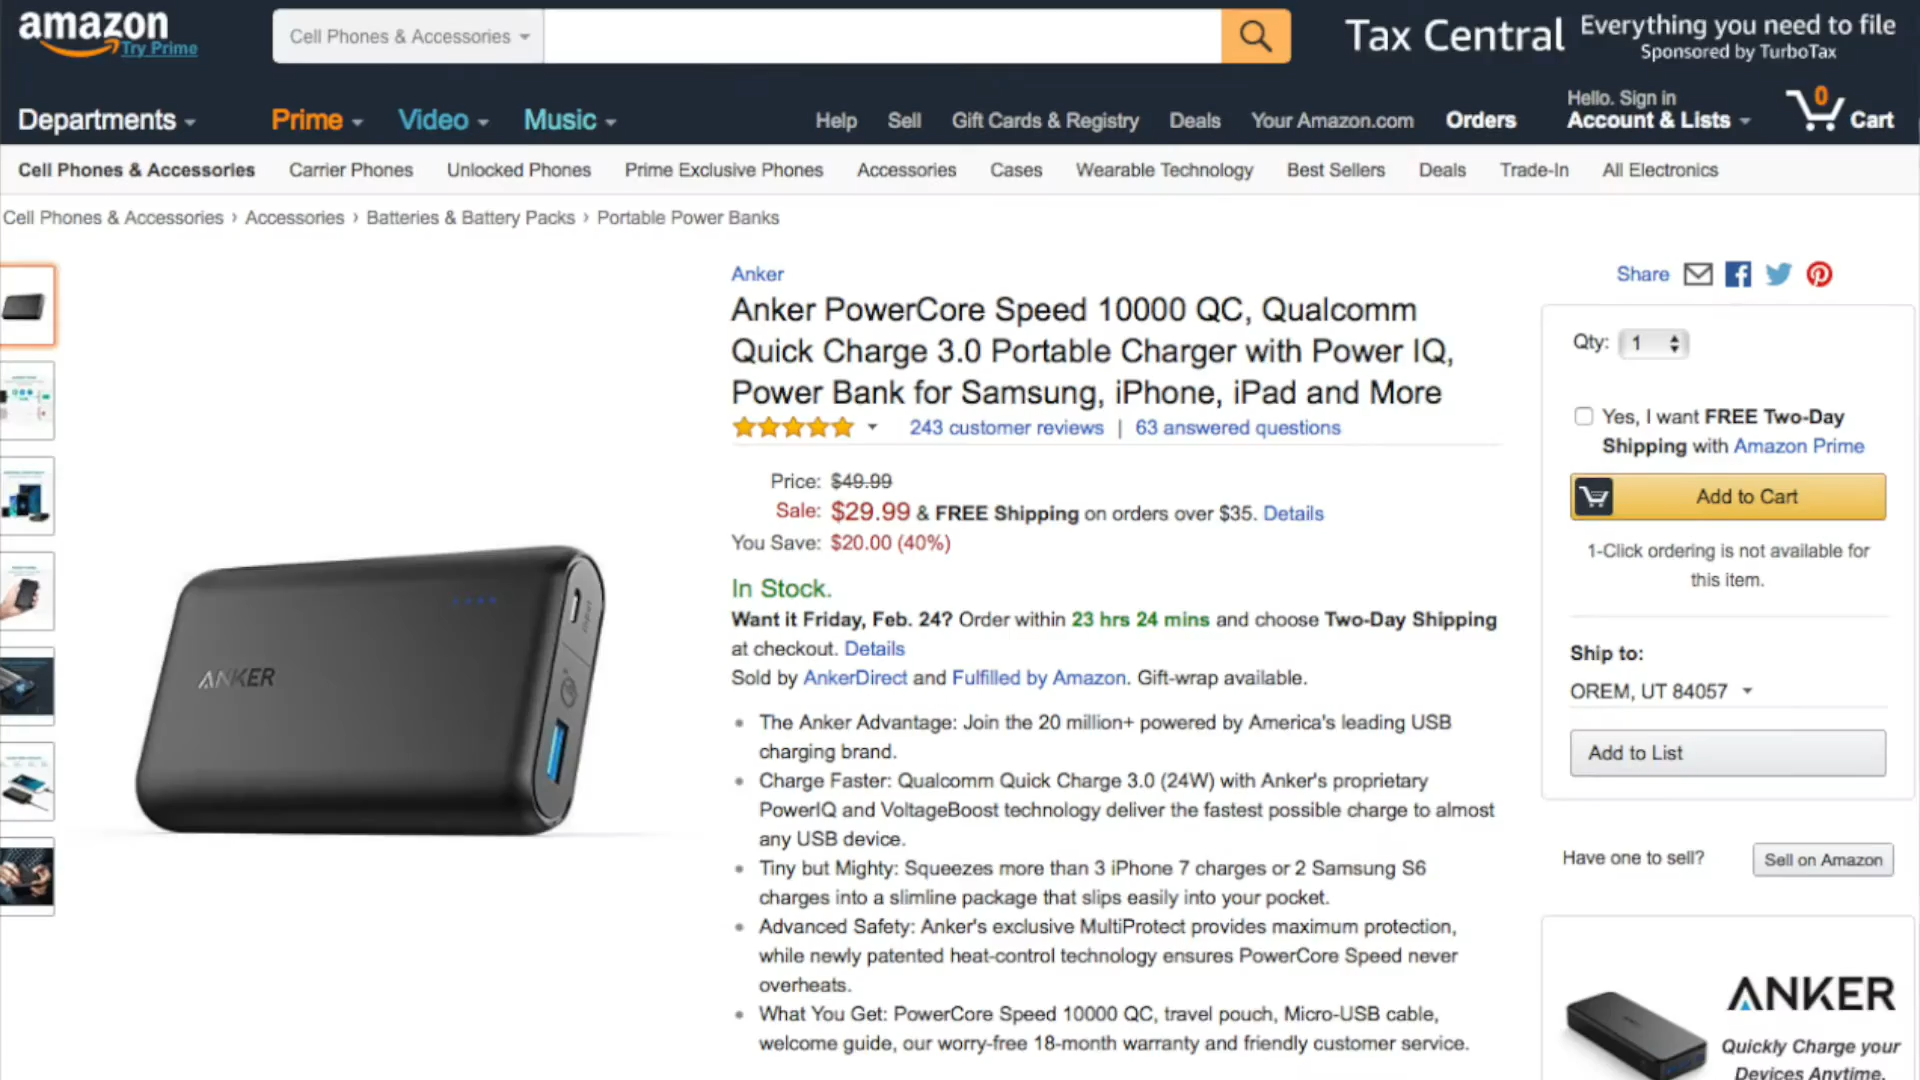 amazon
Try Prime
Cell Phones & Accessories
Tax Central
Everything you need to file
Sponsored by TurboTax
Departments
Prime
Video
Music
Help
Sell
Gift Cards & Registry
Deals
Your Amazon.com
Orders
Hello. Sign in
Account & Lists
0
Cart
Cell Phones & Accessories
Carrier Phones
Unlocked Phones
Prime Exclusive Phones
Accessories
Cases
Wearable Technology
Best Sellers
Deals
Trade-In
All Electronics
Cell Phones & Accessories › Accessories › Batteries & Battery Packs › Portable Power Banks
Anker
Anker PowerCore Speed 10000 QC, Qualcomm
Quick Charge 3.0 Portable Charger with Power IQ,
Power Bank for Samsung, iPhone, iPad and More
243 customer reviews | 63 answered questions
Price: $49.99
Sale: $29.99 & FREE Shipping on orders over $35. Details
You Save: $20.00 (40%)
In Stock.
Want it Friday, Feb. 24? Order within 23 hrs 24 mins and choose Two-Day Shipping
at checkout. Details
Sold by AnkerDirect and Fulfilled by Amazon. Gift-wrap available.
• The Anker Advantage: Join the 20 million+ powered by America's leading USB
charging brand.
• Charge Faster: Qualcomm Quick Charge 3.0 (24W) with Anker's proprietary
PowerIQ and VoltageBoost technology deliver the fastest possible charge to almost
any USB device.
• Tiny but Mighty: Squeezes more than 3 iPhone 7 charges or 2 Samsung S6
charges into a slimline package that slips easily into your pocket.
• Advanced Safety: Anker's exclusive MultiProtect provides maximum protection,
while newly patented heat-control technology ensures PowerCore Speed never
overheats.
• What You Get: PowerCore Speed 10000 QC, travel pouch, Micro-USB cable,
welcome guide, our worry-free 18-month warranty and friendly customer service.
ANKER
Share
Qty: 1
Yes, I want FREE Two-Day
Shipping with Amazon Prime
Add to Cart
1-Click ordering is not available for
this item.
Ship to:
OREM, UT 84057
Add to List
Have one to sell?
Sell on Amazon
ANKER
Quickly Charge your
Devices Anytime.